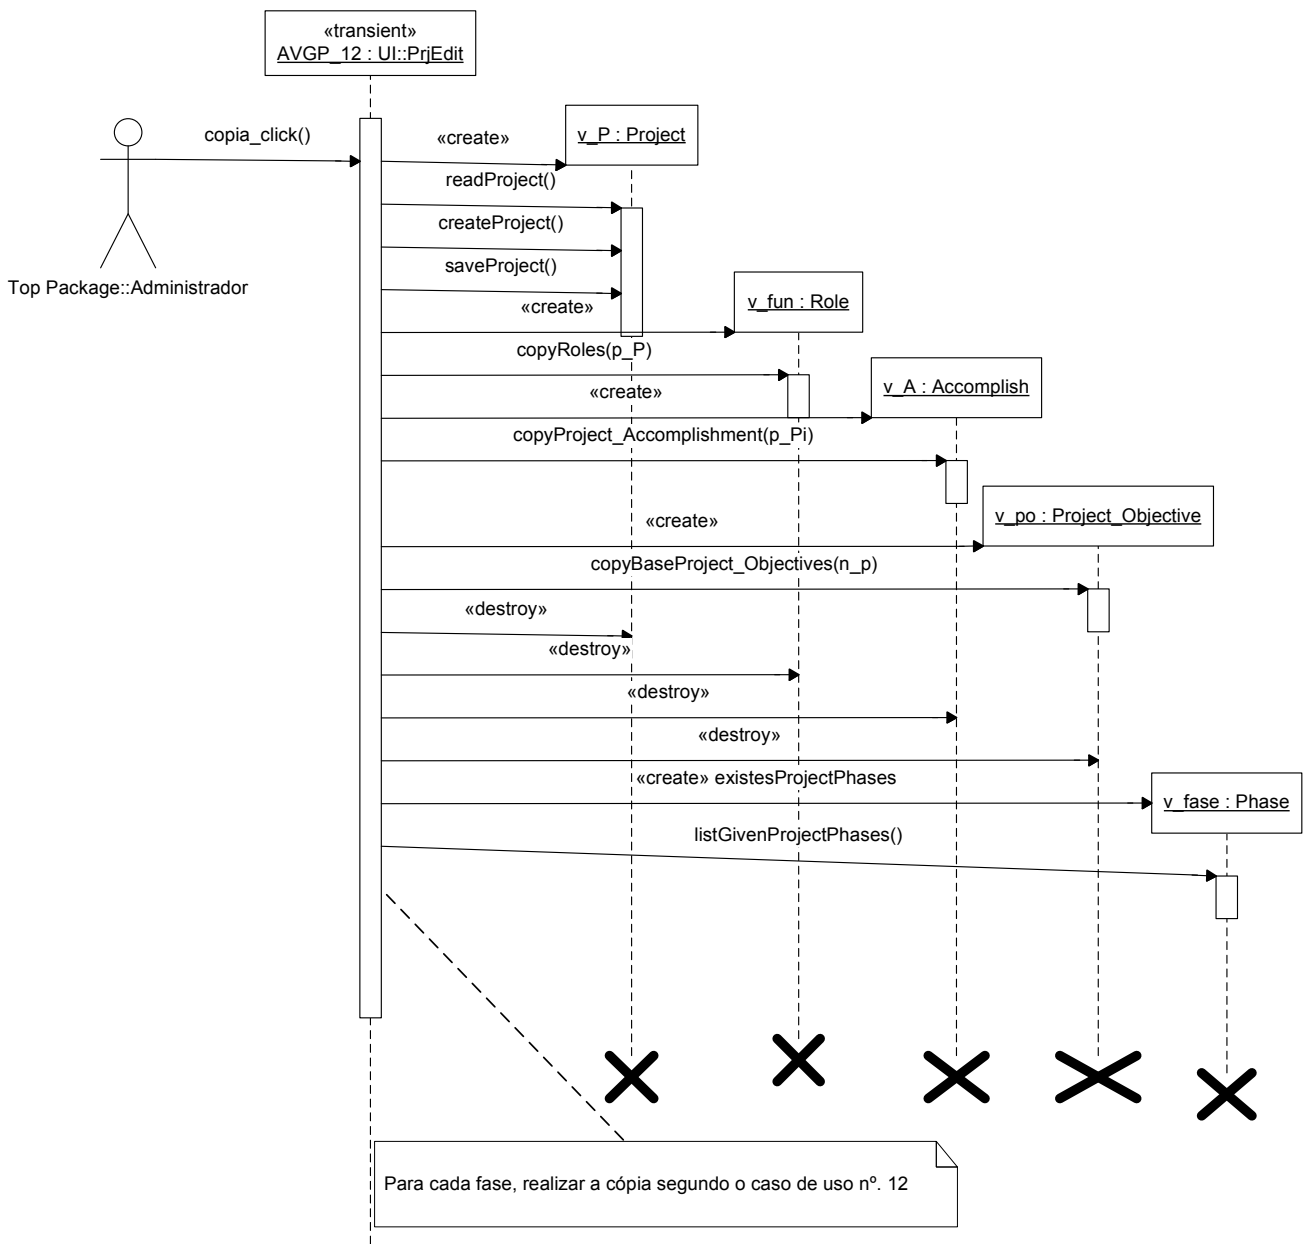 «transient»
AVGP_12 : UI::PrjEdit
copia_click()
«create»
v_P : Project
readProject()
createProject()
saveProject()
Top Package::Administrador
«create»
v_fun : Role
copyRoles(p_P)
«create»
v_A : Accomplish
copyProject_Accomplishment(p_Pi)
«create»
v_po : Project_Objective
copyBaseProject_Objectives(n_p)
«destroy»
«destroy»
«destroy»
«destroy»
«create» existesProjectPhases
v_fase : Phase
listGivenProjectPhases()
Para cada fase, realizar a cópia segundo o caso de uso nº. 12